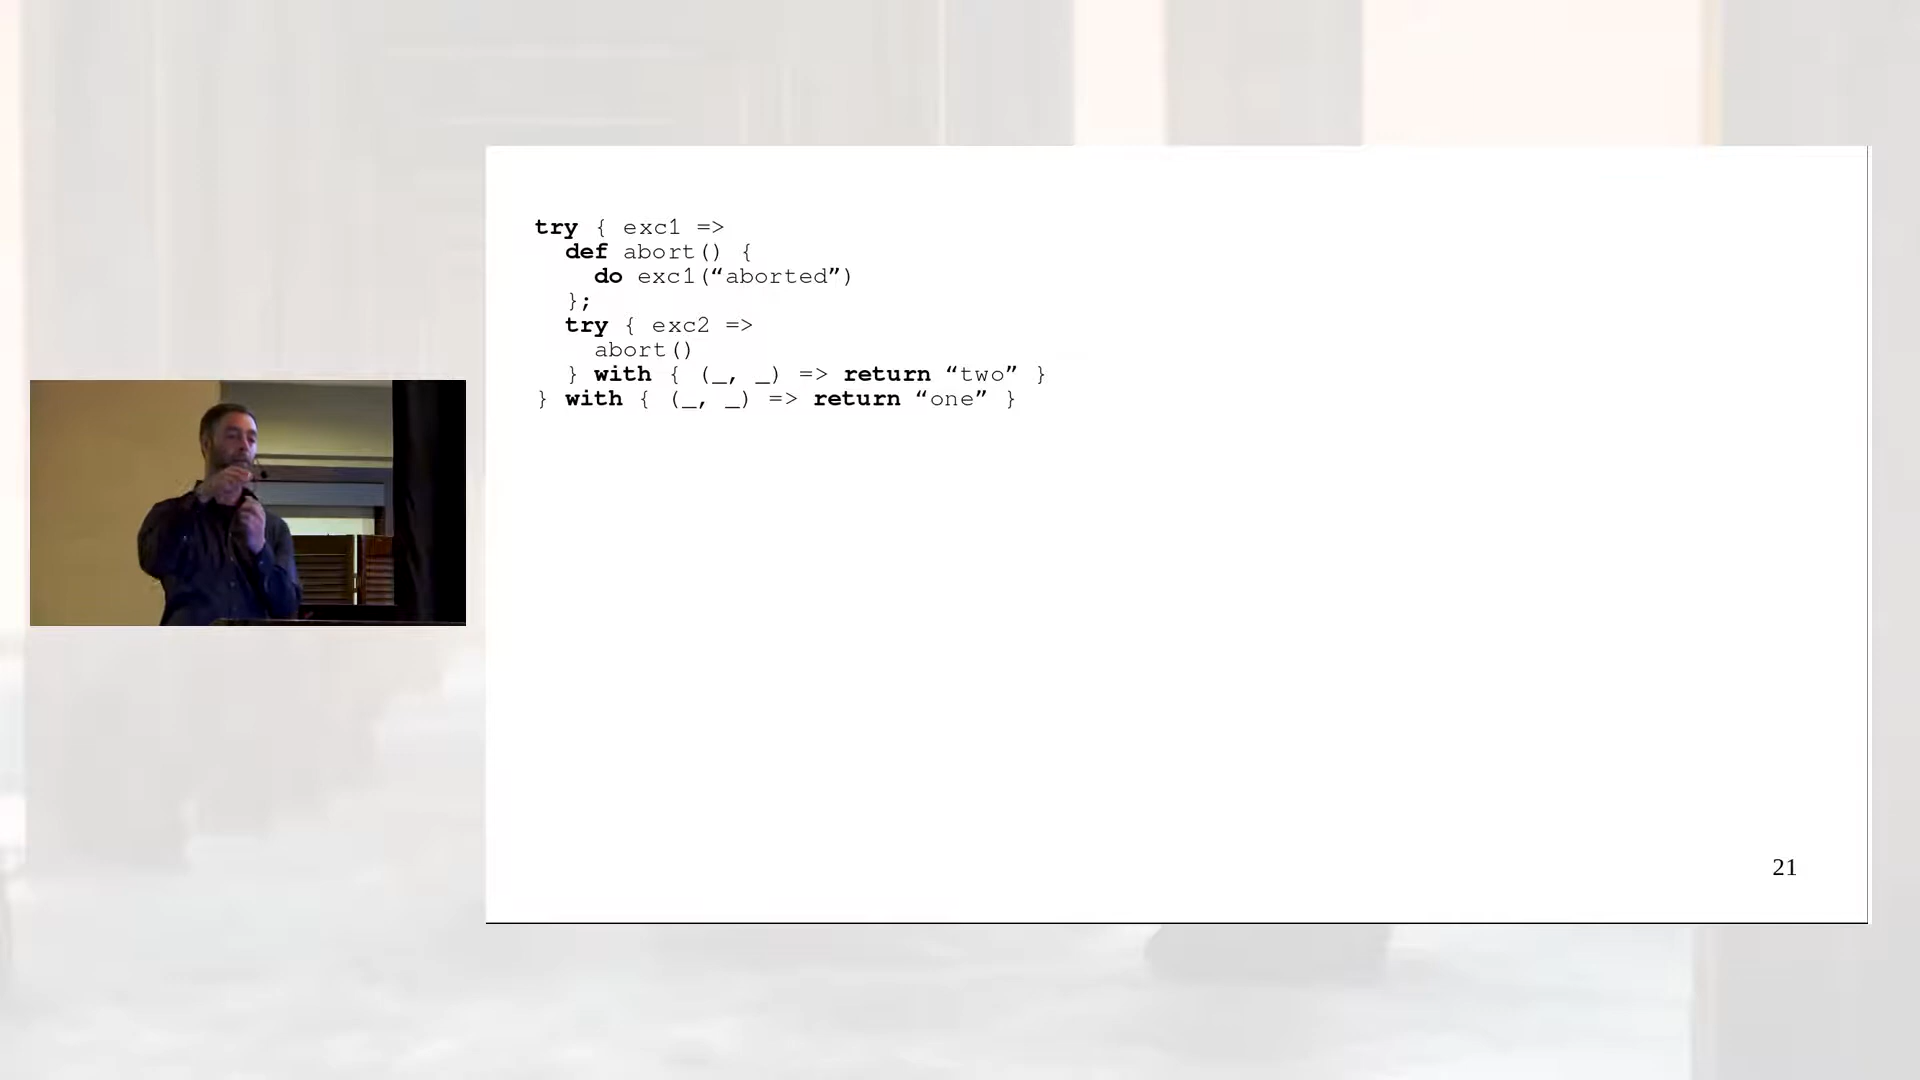 try { exc1 =>
def abort() {
do exc1(“aborted”)
};
try { exc2 =>
abort()
} with { (_, _) => return “two” }
} with { (_, _) => return “one” }
21